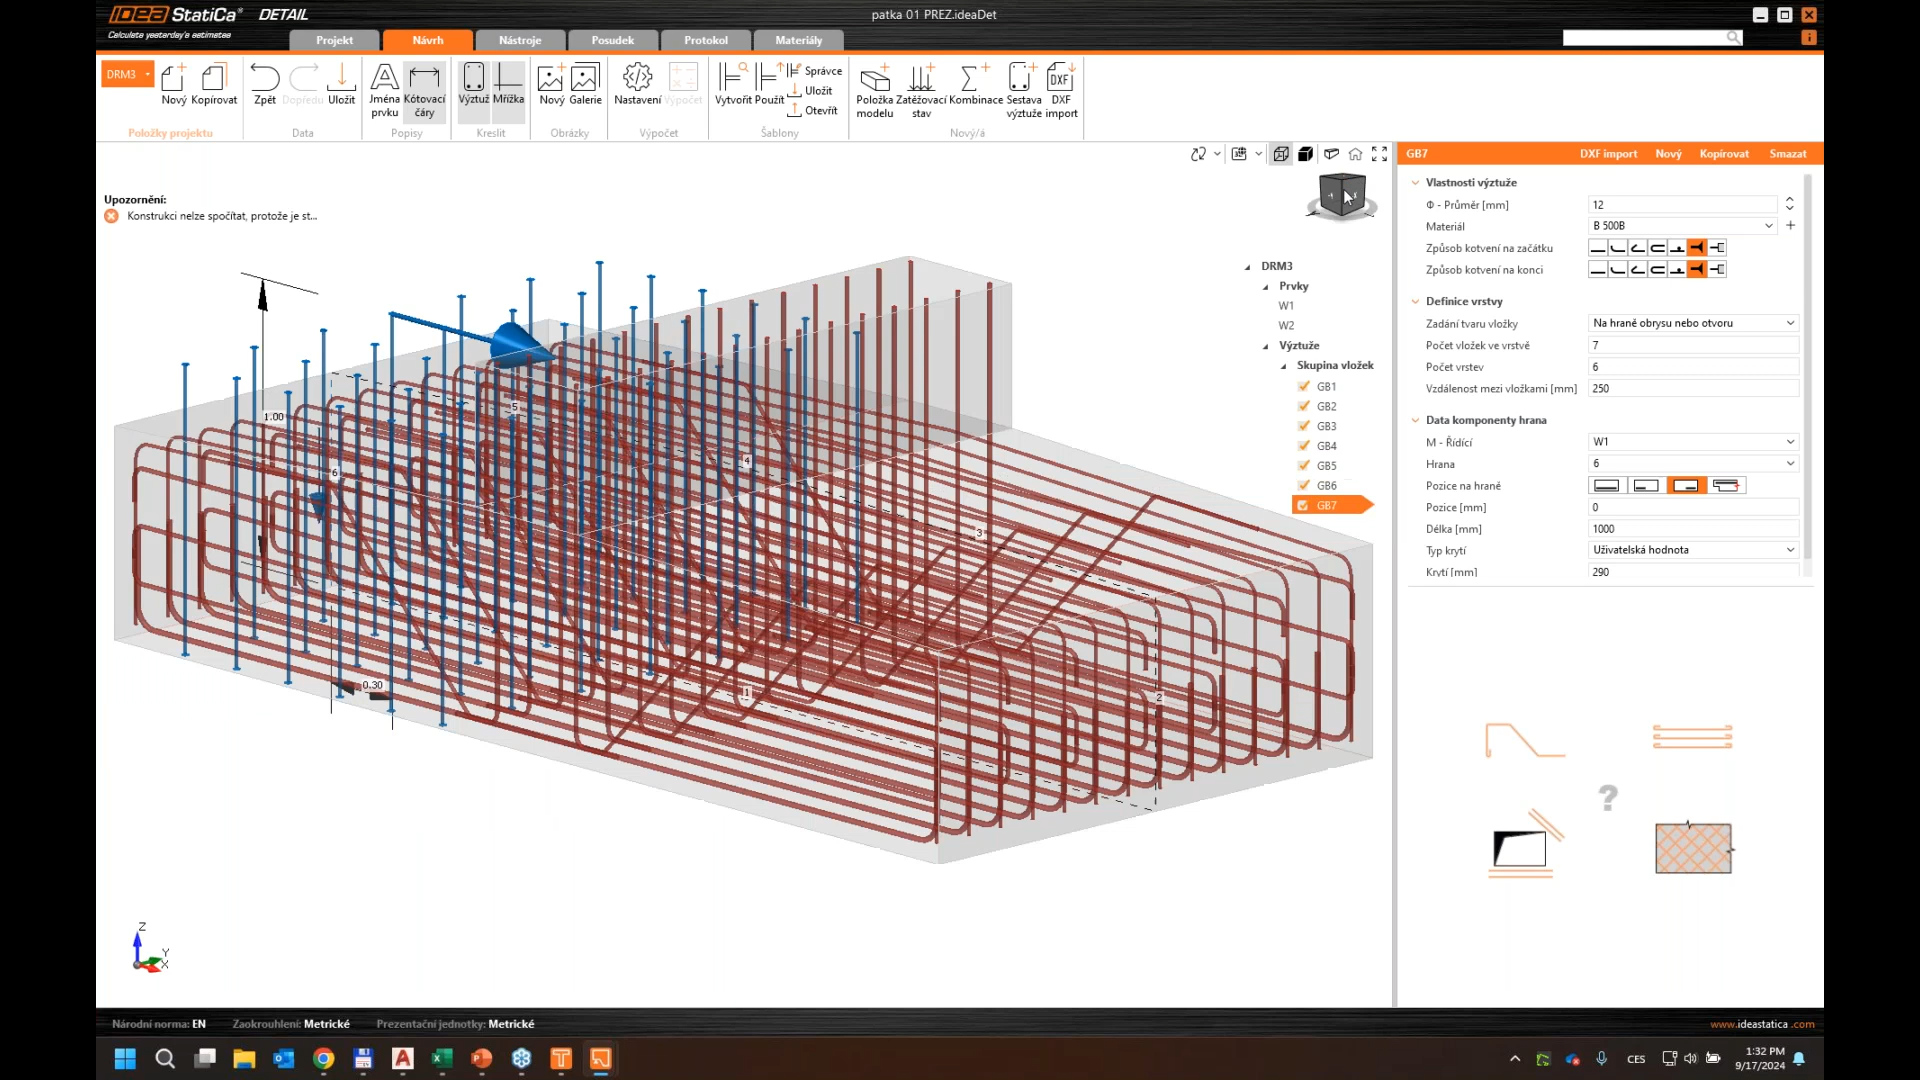 IDEA StatiCa® DETAIL
Calculate yesterday's estimates
patka 01 PREZ.ideaDet
Projekt Návrh Nástroje Posudek Protokol Materiály
DRM3
Nový Kopírovat
Položky projektu
Zpět Dopředu Uložit
Data
Jména prvku Kótovací čáry
Popisy
Výztuž Mřížka
Kreslit
Nový Galerie
Obrázky
Nastavení Výpočet
Výpočet
Vytvořit Použít
Správce
Uložit
Otevřít
Šablony
Položka modelu Zatěžovací stav Kombinace Sestava výztuže DXF import
Nový/á
Upozornění:
Konstrukci nelze spočítat, protože je st...
1.00
0.30
1
2
3
4
5
6
Z
Y
X
DRM3
Prvky
W1
W2
Výztuže
Skupina vložek
GB1
GB2
GB3
GB4
GB5
GB6
GB7
GB7 DXF import Nový Kopírovat Smazat
Vlastnosti výztuže
Φ - Průměr [mm] 12
Materiál B 500B
Způsob kotvení na začátku
Způsob kotvení na konci
Definice vrstvy
Zadání tvaru vložky Na hraně obrysu nebo otvoru
Počet vložek ve vrstvě 7
Počet vrstev 6
Vzdálenost mezi vložkami [mm] 250
Data komponenty hrana
M - Řídící W1
Hrana 6
Pozice na hraně
Pozice [mm] 0
Délka [mm] 1000
Typ krytí Uživatelská hodnota
Krytí [mm] 290
?
Národní norma: EN Zaokrouhlení: Metrické Prezentační jednotky: Metrické
www.ideastatica.com
CES
1:32 PM
9/17/2024